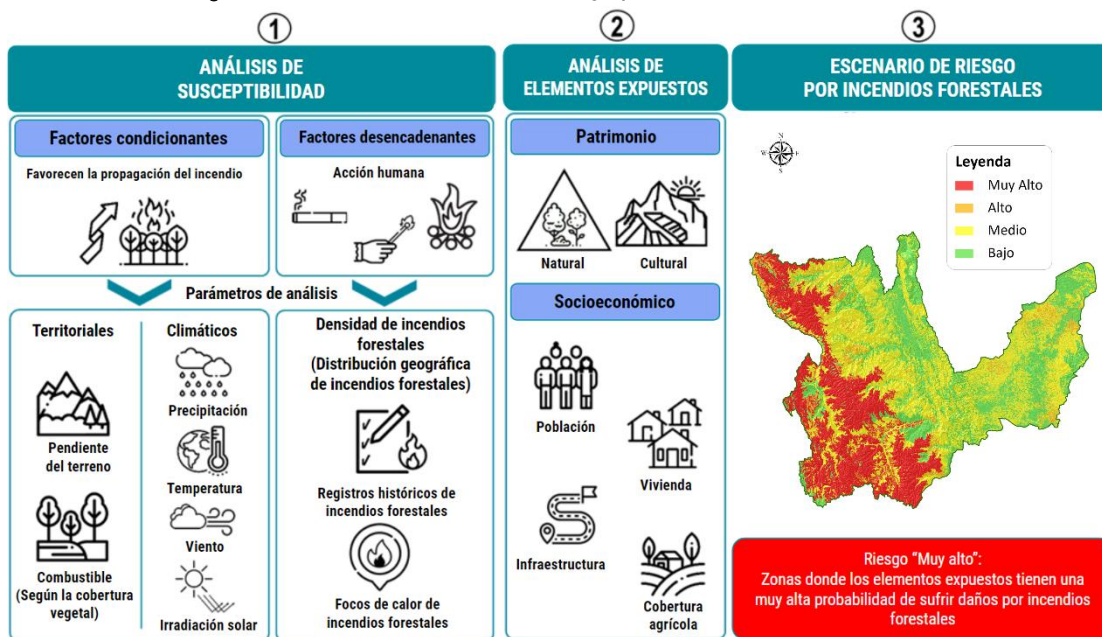 ①
ANÁLISIS DE
SUSCEPTIBILIDAD
Factores condicionantes
Favorecen la propagación del incendio
Factores desencadenantes
Acción humana
Parámetros de análisis
Territoriales
Pendiente
del terreno
Combustible
(Según la cobertura
vegetal)
Climáticos
Precipitación
Temperatura
Viento
Irradiación solar
Densidad de incendios
forestales
(Distribución geográfica
de incendios forestales)
Registros históricos de
incendios forestales
Focos de calor de
incendios forestales
②
ANÁLISIS DE
ELEMENTOS EXPUESTOS
Patrimonio
Natural
Cultural
Socioeconómico
Población
Vivienda
Infraestructura
Cobertura
agrícola
③
ESCENARIO DE RIESGO
POR INCENDIOS FORESTALES
N
W
E
S
Leyenda
Muy Alto
Alto
Medio
Bajo
Riesgo “Muy alto”:
Zonas donde los elementos expuestos tienen una
muy alta probabilidad de sufrir daños por incendios
forestales